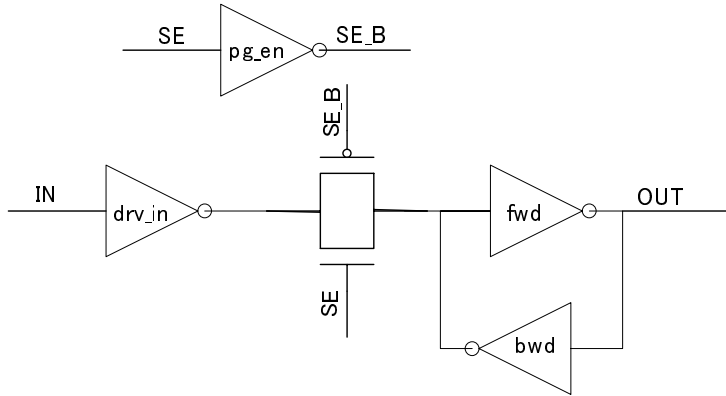 SE
pg_en
SE_B
SE_B
IN
drv_in
fwd
OUT
SE
bwd